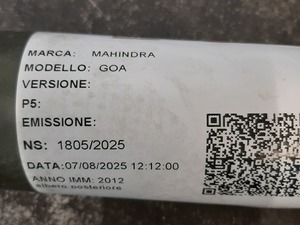 MARCA: MAHINDRA
MODELLO: GOA
VERSIONE:
P5:
EMISSIONE:
NS: 1805/2025
DATA:07/08/2025 12:12:00
ANNO IMM: 2012
albero posteriore